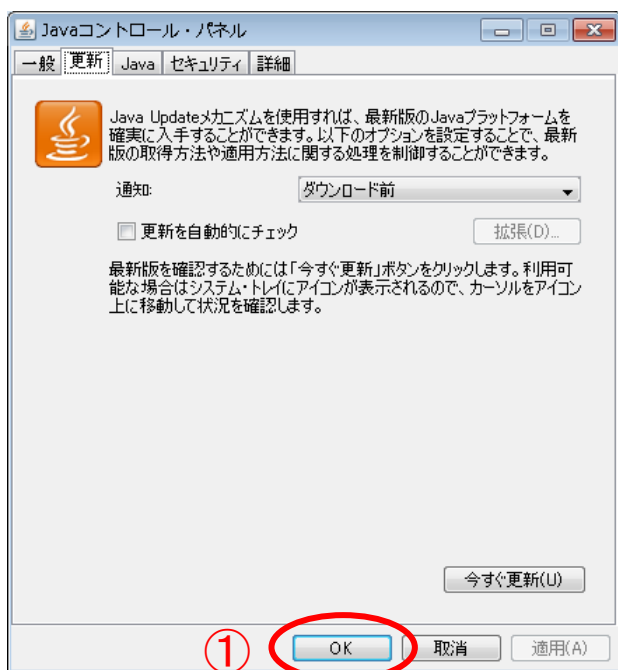 Javaコントロール・パネル
一般 更新 Java セキュリティ 詳細
Java Updateメカニズムを使用すれば、最新版のJavaプラットフォームを
確実に入手することができます。以下のオプションを設定することで、最新
版の取得方法や適用方法に関する処理を制御することができます。
通知: ダウンロード前
更新を自動的にチェック 拡張(D)...
最新版を確認するためには「今すぐ更新」ボタンをクリックします。利用可
能な場合はシステム・トレイにアイコンが表示されるので、カーソルをアイコン
上に移動して状況を確認します。
今すぐ更新(U)
① OK 取消 適用(A)